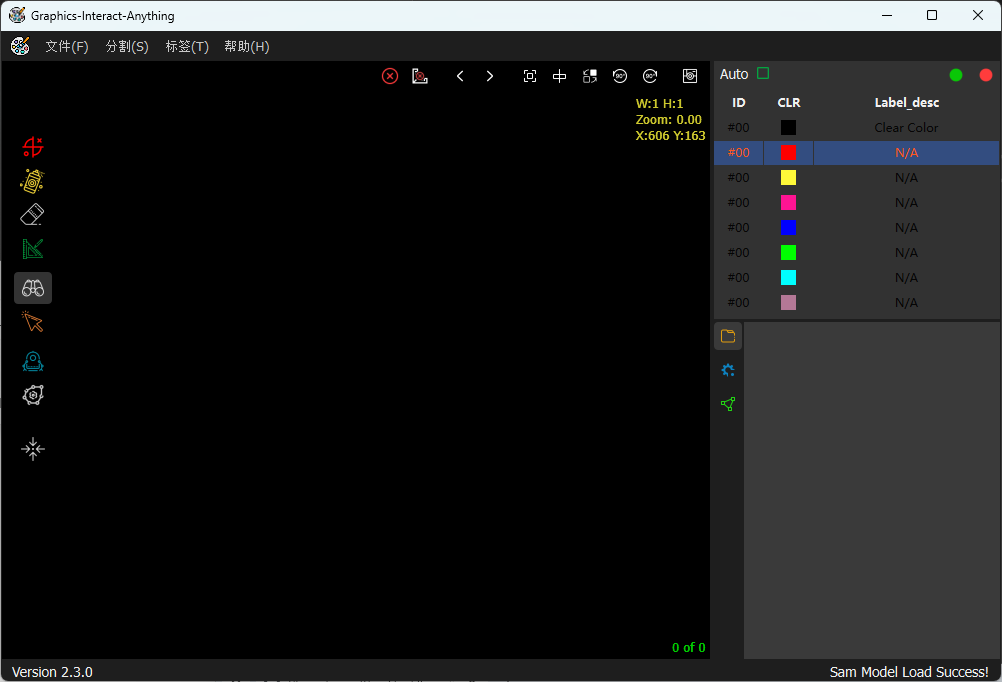 Graphics-Interact-Anything
文件(F) 分割(S) 标签(T) 帮助(H)
90° 90°
W:1 H:1
Zoom: 0.00
X:606 Y:163
Auto
ID CLR Label_desc
#00 Clear Color
#00 N/A
#00 N/A
#00 N/A
#00 N/A
#00 N/A
#00 N/A
#00 N/A
0 of 0
Version 2.3.0
Sam Model Load Success!